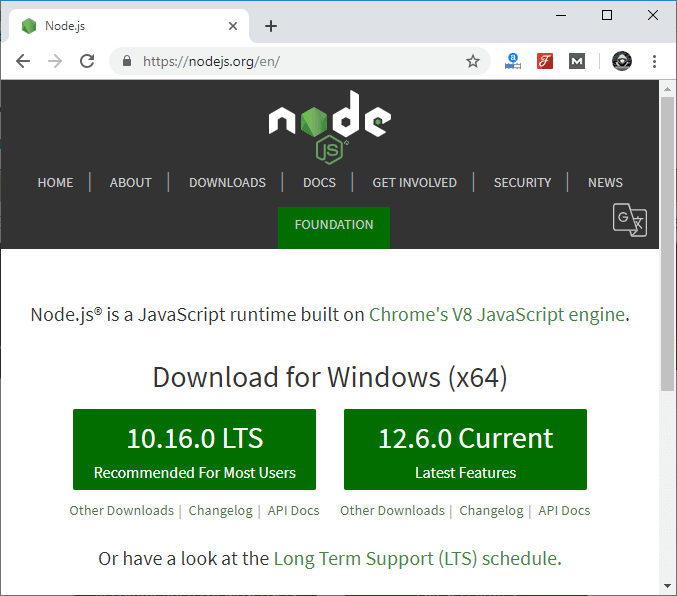 Node.js
https://nodejs.org/en/
node
JS
HOME | ABOUT | DOWNLOADS | DOCS | GET INVOLVED | SECURITY | NEWS
FOUNDATION
Node.js® is a JavaScript runtime built on Chrome's V8 JavaScript engine.
Download for Windows (x64)
10.16.0 LTS
Recommended For Most Users
12.6.0 Current
Latest Features
Other Downloads | Changelog | API Docs
Other Downloads | Changelog | API Docs
Or have a look at the Long Term Support (LTS) schedule.